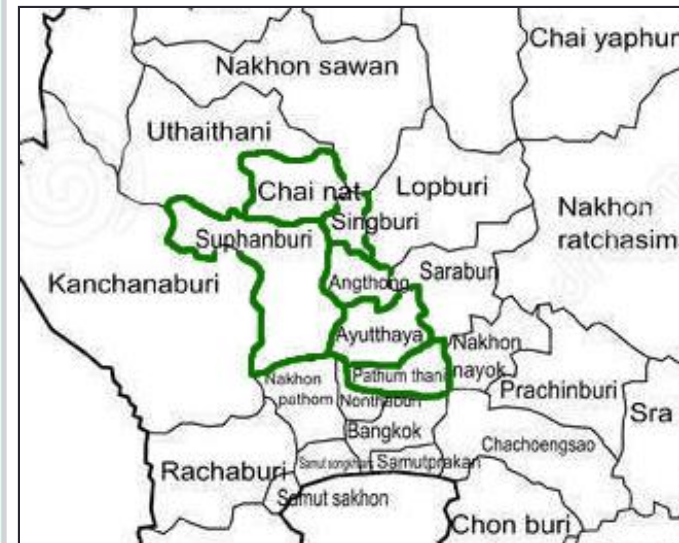 Chai yaphur
Nakhon sawan
Uthaithani
Chai nat
Lopburi
Singburi
Nakhon
ratchasim
Suphanburi
Kanchanaburi
Angthong
Saraburi
Ayutthaya
Nakhon
nayok
Pathum thani
Nakhon
pathom
Nonthaburi
Prachinburi
Sra
Bangkok
Chachoengsao
Rachaburi
Samutprakan
Samut sakhon
Chon buri